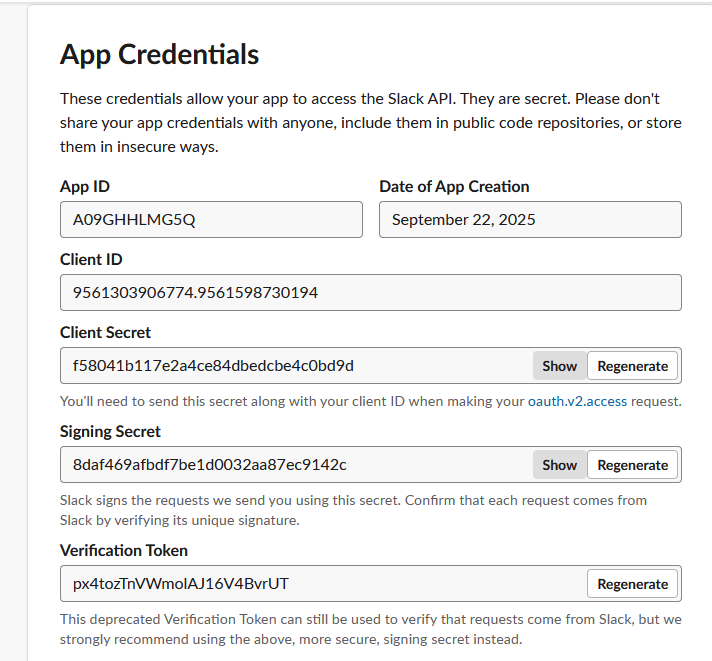 App Credentials
These credentials allow your app to access the Slack API. They are secret. Please don't
share your app credentials with anyone, include them in public code repositories, or store
them in insecure ways.
App ID
Date of App Creation
A09GHHLMG5Q
September 22, 2025
Client ID
9561303906774.9561598730194
Client Secret
f58041b117e2a4ce84dbedcbe4c0bd9d
Show
Regenerate
You'll need to send this secret along with your client ID when making your oauth.v2.access request.
Signing Secret
8daf469afbdf7be1d0032aa87ec9142c
Show
Regenerate
Slack signs the requests we send you using this secret. Confirm that each request comes from
Slack by verifying its unique signature.
Verification Token
px4tozTnVWmoIAJ16V4BvrUT
Regenerate
This deprecated Verification Token can still be used to verify that requests come from Slack, but we
strongly recommend using the above, more secure, signing secret instead.